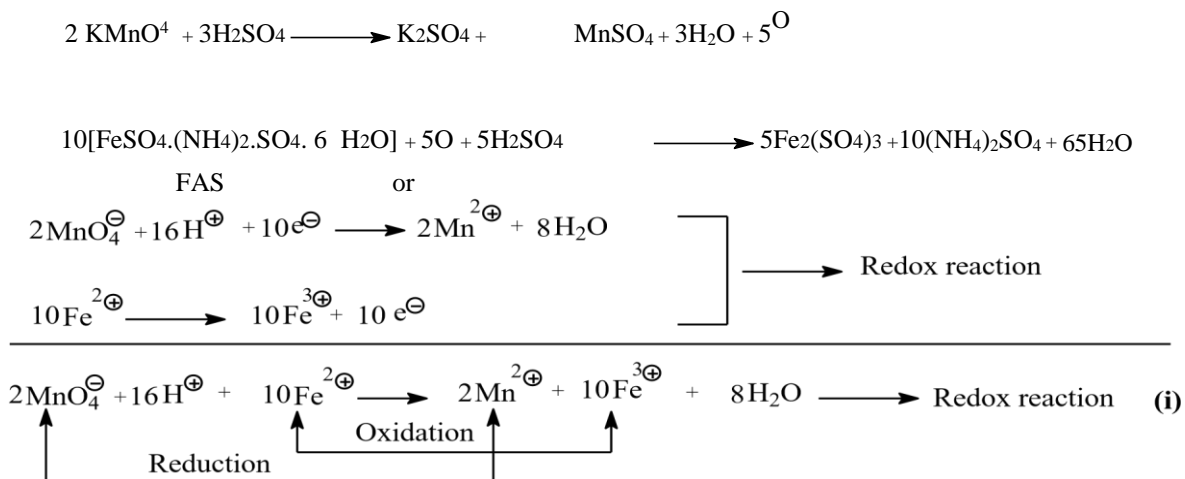 2 KMnO⁴ + 3H₂SO₄ ⟶ K₂SO₄ + MnSO₄ + 3H₂O + 5O
10[FeSO₄.(NH₄)₂.SO₄. 6 H₂O] + 5O + 5H₂SO₄ ⟶ 5Fe₂(SO₄)₃ +10(NH₄)₂SO₄ + 65H₂O
FAS or
2MnO₄⊖ +16H⊕ +10e⊖ ⟶ 2Mn²⊕ + 8H₂O
Redox reaction
10Fe²⊕ ⟶ 10Fe³⊕ + 10 e⊖
2MnO₄⊖ +16H⊕ + 10Fe²⊕ ⟶ 2Mn²⊕ + 10Fe³⊕ + 8H₂O ⟶ Redox reaction (i)
Oxidation
Reduction